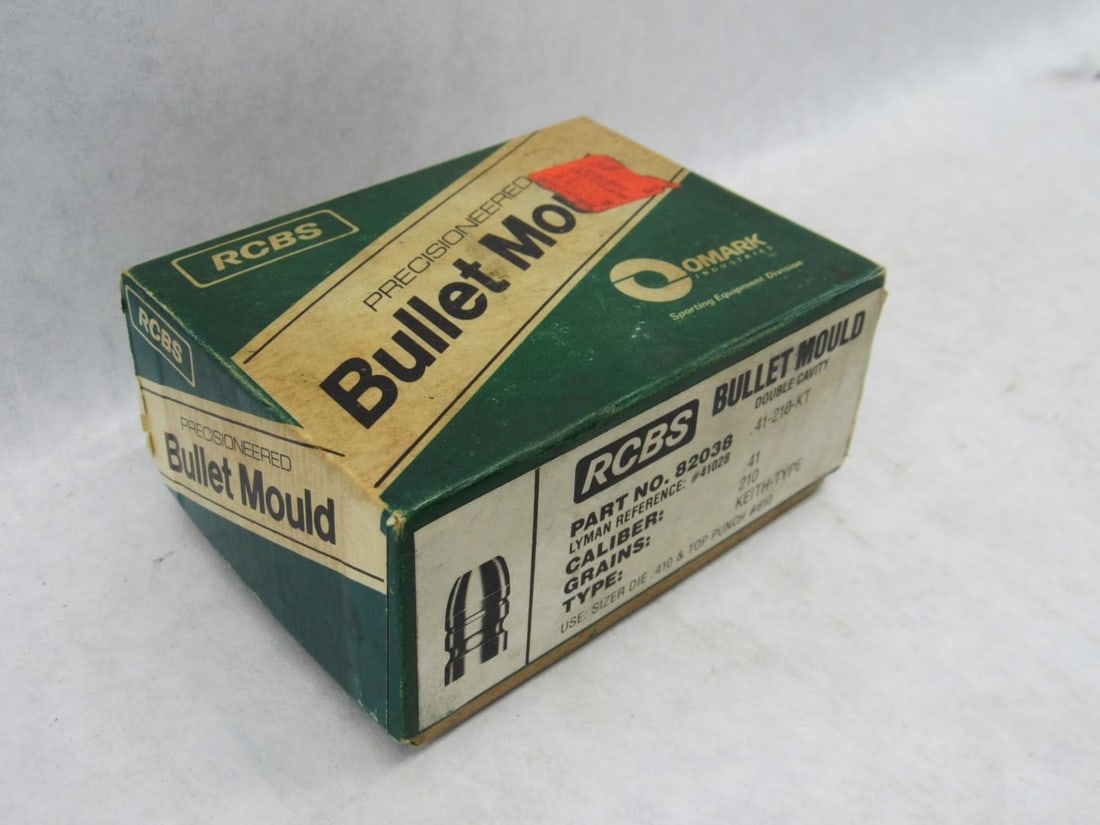 RCBS
PRECISIONEERED
Bullet Mou
OMARK
INDUSTRIES
Sporting Equipment Division
RCBS
PRECISIONEERED
Bullet Mould
RCBS BULLET MOULD
DOUBLE CAVITY
PART NO. 82038 .41-210-KT
LYMAN REFERENCE: #41028
CALIBER: .41
GRAINS: 210
TYPE: KEITH-TYPE
USE: SIZER DIE .410 & TOP PUNCH #610